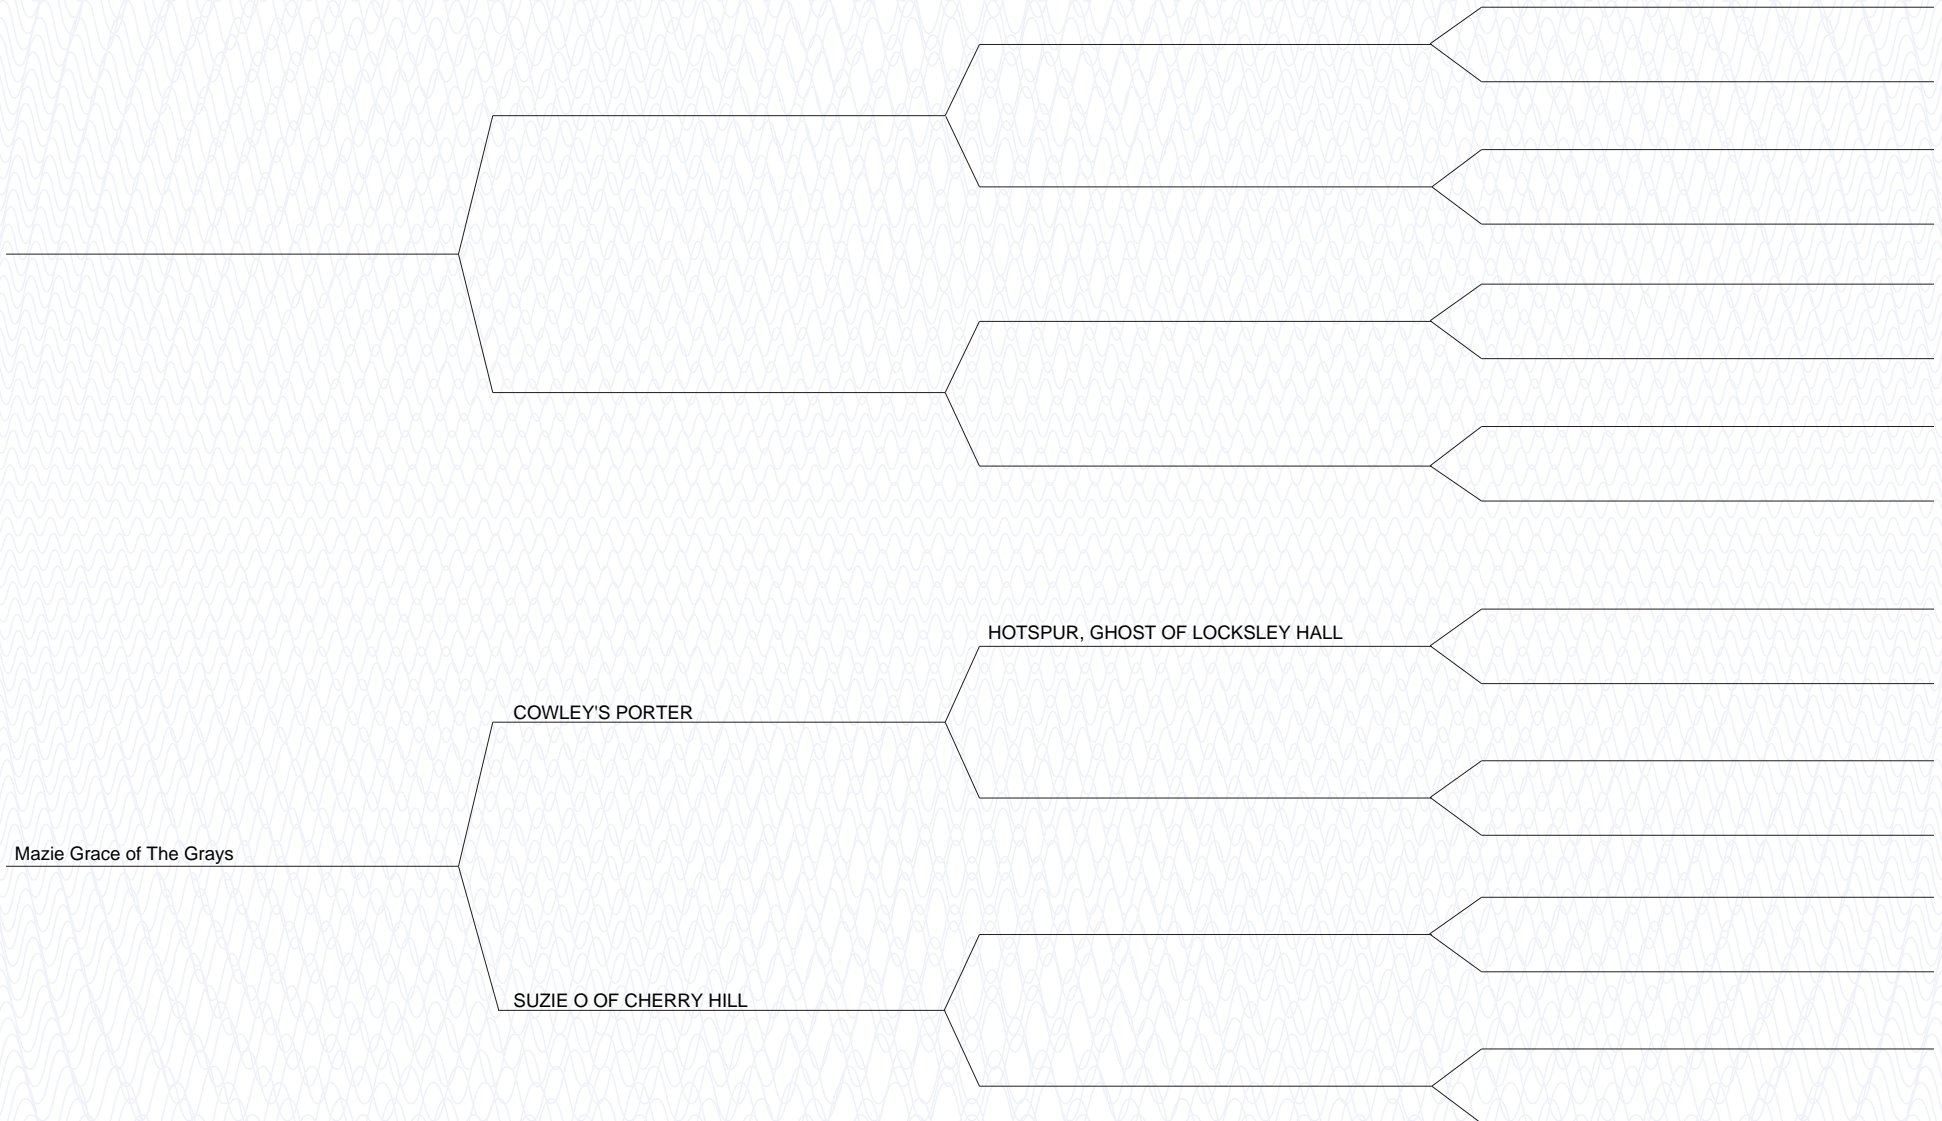 HOTSPUR, GHOST OF LOCKSLEY HALL
COWLEY'S PORTER
Mazie Grace of The Grays
SUZIE O OF CHERRY HILL